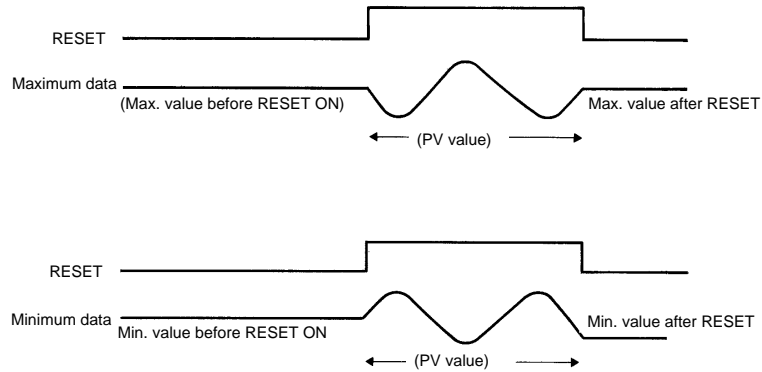 RESET
Maximum data
(Max. value before RESET ON)
Max. value after RESET
(PV value)
RESET
Minimum data
Min. value before RESET ON
Min. value after RESET
(PV value)